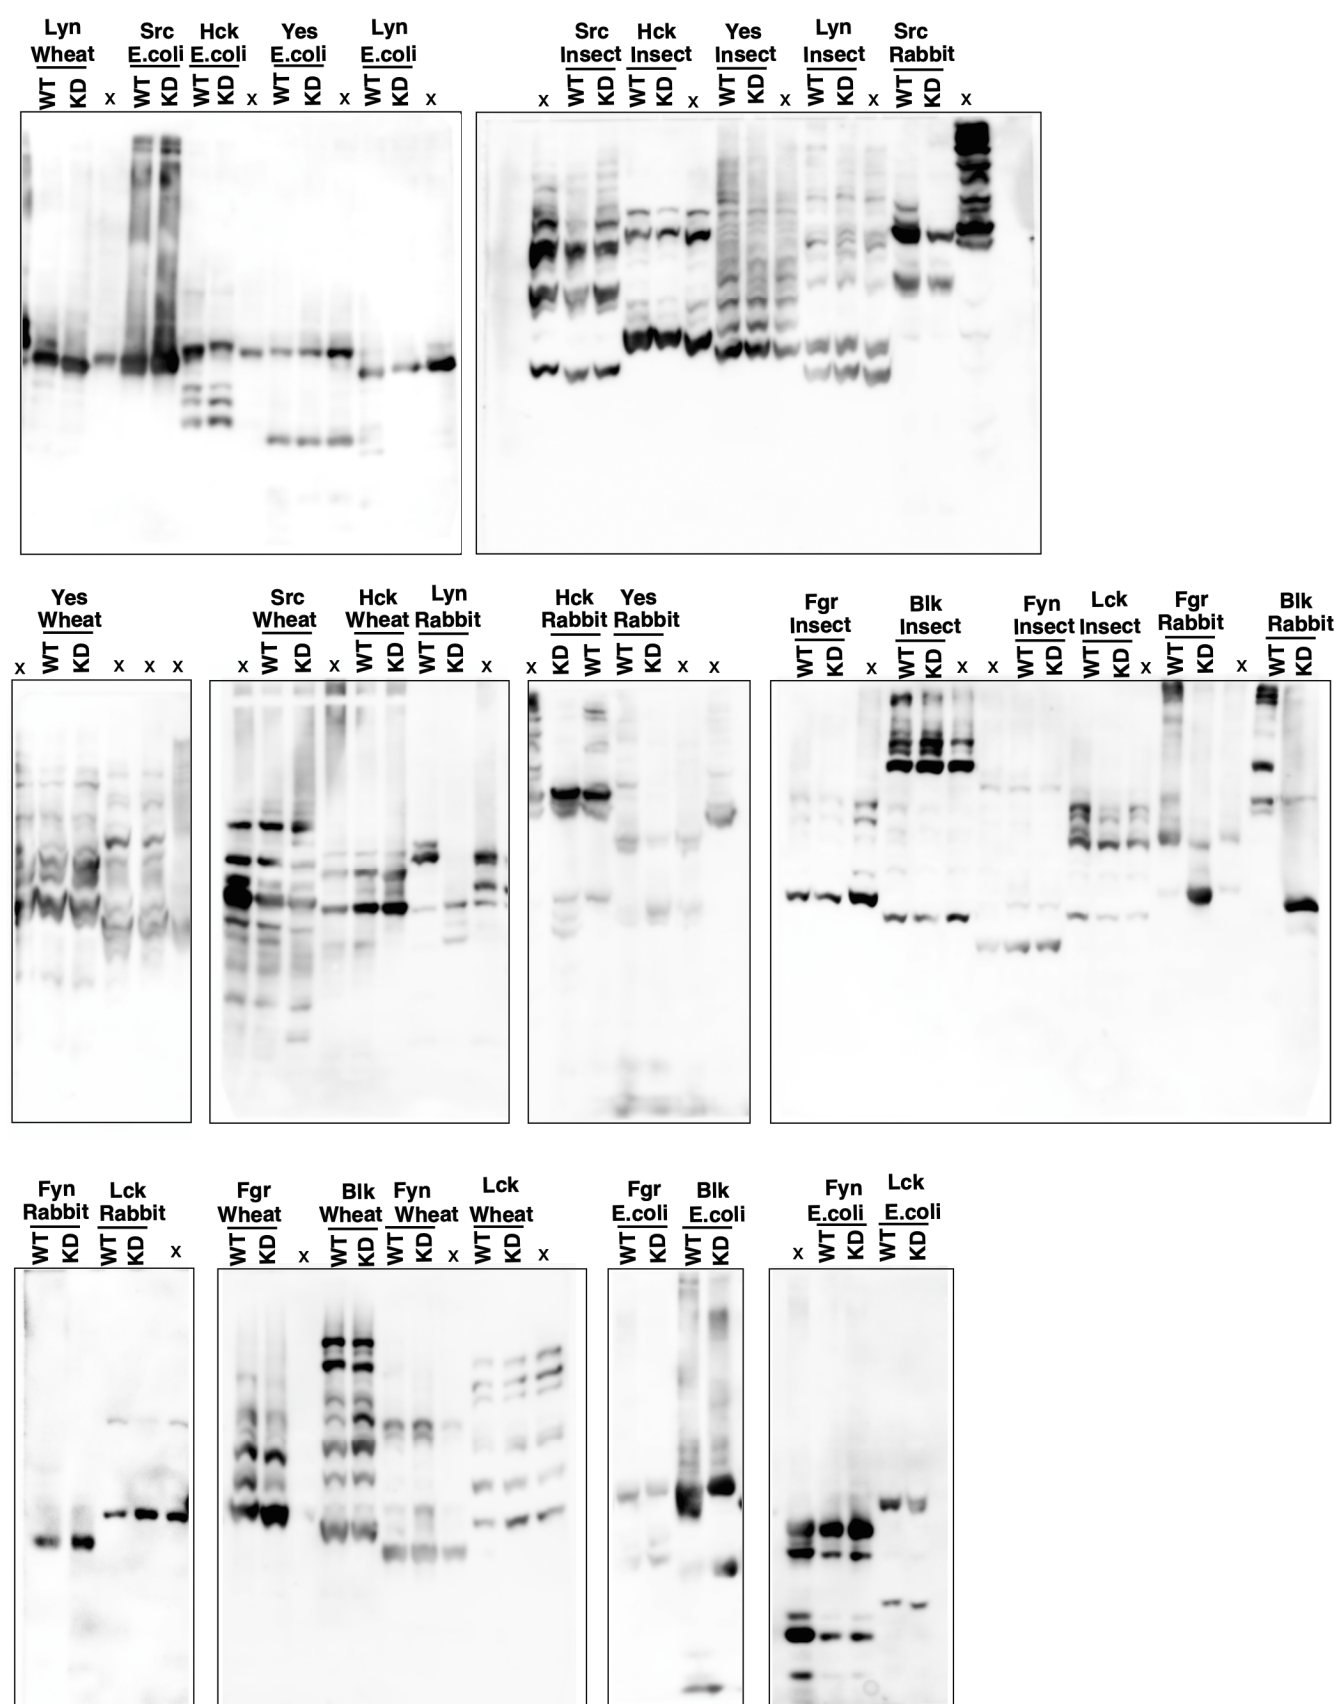 Lyn Src Hck Yes Lyn
Wheat E.coli E.coli E.coli E.coli
WT KD x WT KD WT KD x WT KD x WT KD x
Src Hck Yes Lyn Src
Insect Insect Insect Insect Rabbit
x WT KD WT KD x WT KD x WT KD x WT KD x
Yes
Wheat
x WT KD x x x
Src Hck Lyn
Wheat Wheat Rabbit
x WT KD x WT KD WT KD x
Hck Yes
Rabbit Rabbit
x KD WT WT KD x x
Fgr Blk Fyn Lck Fgr Blk
Insect Insect Insect Insect Rabbit Rabbit
WT KD x WT KD x x WT KD WT KD x WT KD x WT KD
Fyn Lck
Rabbit Rabbit
WT KD WT KD x
Fgr Blk Fyn Lck
Wheat Wheat Wheat Wheat
WT KD x WT KD WT KD x WT KD x
Fgr Blk
E.coli E.coli
WT KD WT KD
Fyn Lck
E.coli E.coli
x WT KD WT KD